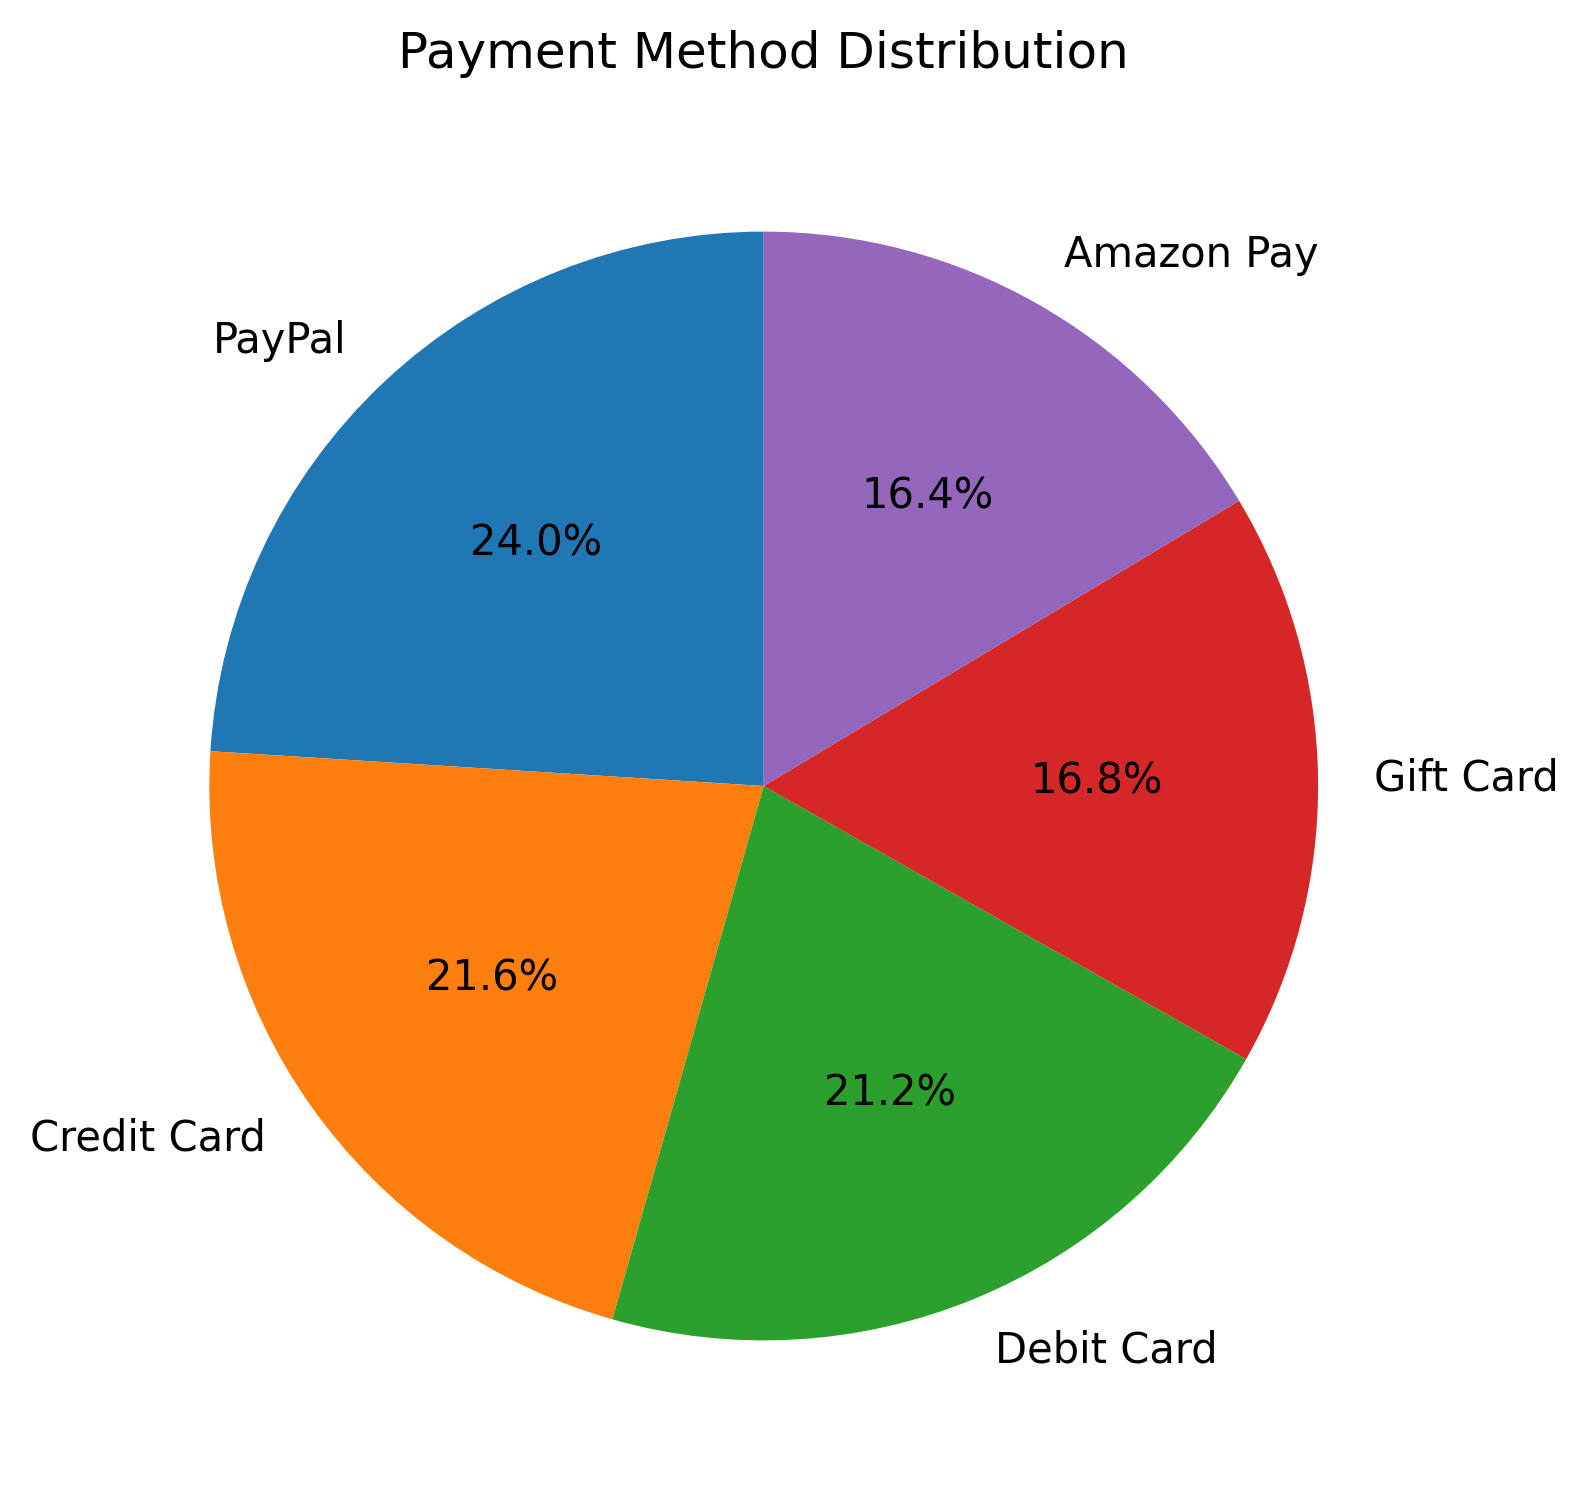 Payment Method Distribution
Amazon Pay
PayPal
16.4%
24.0%
Gift Card
16.8%
21.6%
21.2%
Credit Card
Debit Card